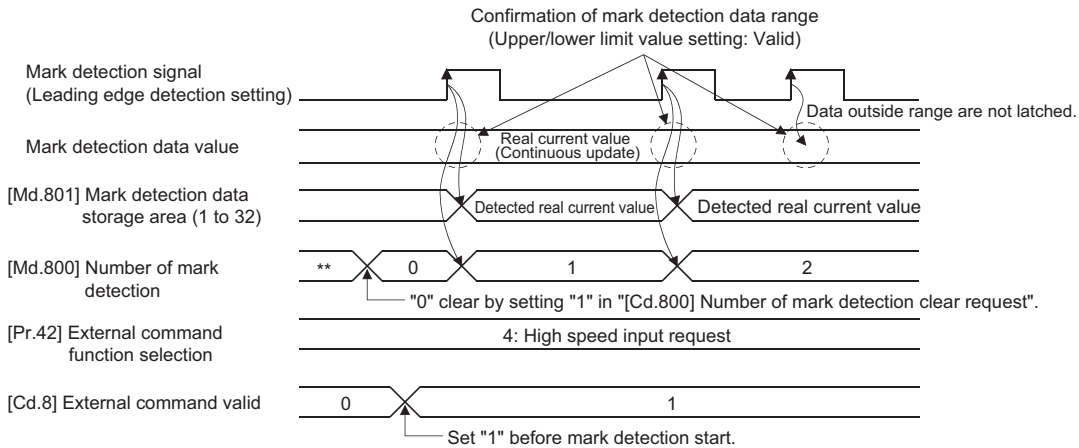 Confirmation of mark detection data range
(Upper/lower limit value setting: Valid)
Mark detection signal
(Leading edge detection setting)
Data outside range are not latched.
Mark detection data value
Real current value
(Continuous update)
[Md.801] Mark detection data
storage area (1 to 32)
Detected real current value
Detected real current value
[Md.800] Number of mark
detection
**
0
1
2
"0" clear by setting "1" in "[Cd.800] Number of mark detection clear request".
[Pr.42] External command
function selection
4: High speed input request
[Cd.8] External command valid
0
1
Set "1" before mark detection start.